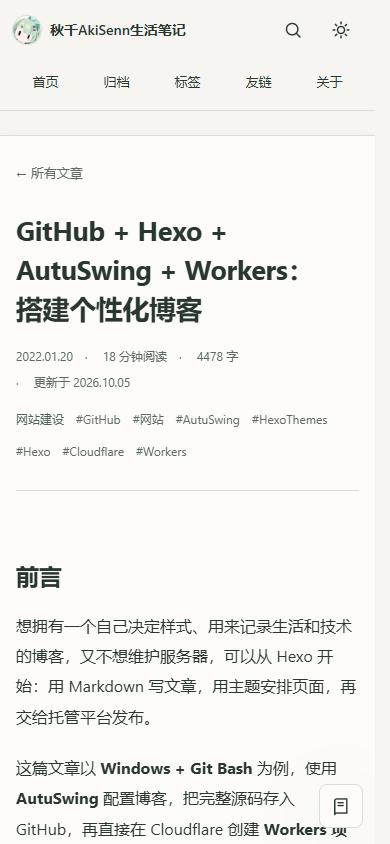 秋千AkiSenn生活笔记
首页 归档 标签 友链 关于
← 所有文章
GitHub + Hexo +
AutuSwing + Workers：
搭建个性化博客
2022.01.20 · 18 分钟阅读 · 4478 字
· 更新于 2026.10.05
网站建设 #GitHub #网站 #AutuSwing #HexoThemes
#Hexo #Cloudflare #Workers
前言
想拥有一个自己决定样式、用来记录生活和技术
的博客，又不想维护服务器，可以从 Hexo 开
始：用 Markdown 写文章，用主题安排页面，再
交给托管平台发布。
这篇文章以 Windows + Git Bash 为例，使用
AutuSwing 配置博客，把完整源码存入
GitHub，再直接在 Cloudflare 创建 Workers 项